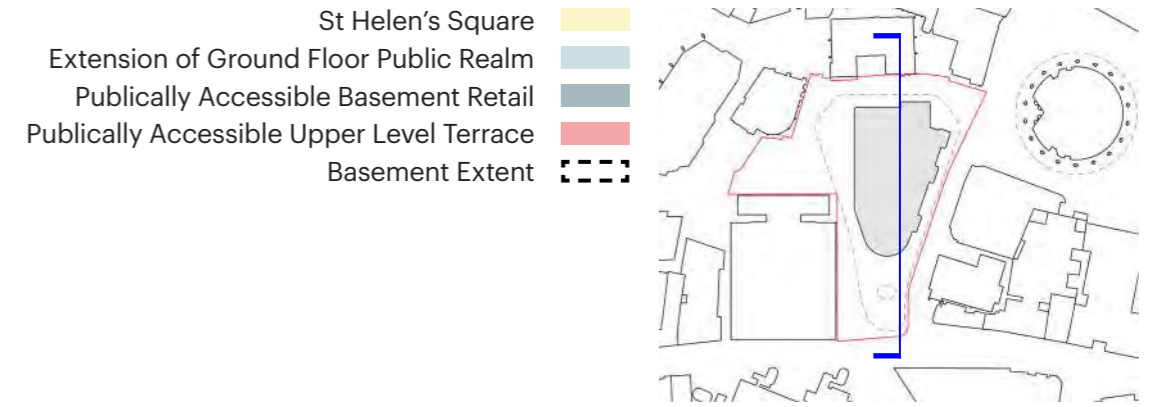 St Helen’s Square
Extension of Ground Floor Public Realm
Publically Accessible Basement Retail
Publically Accessible Upper Level Terrace
Basement Extent